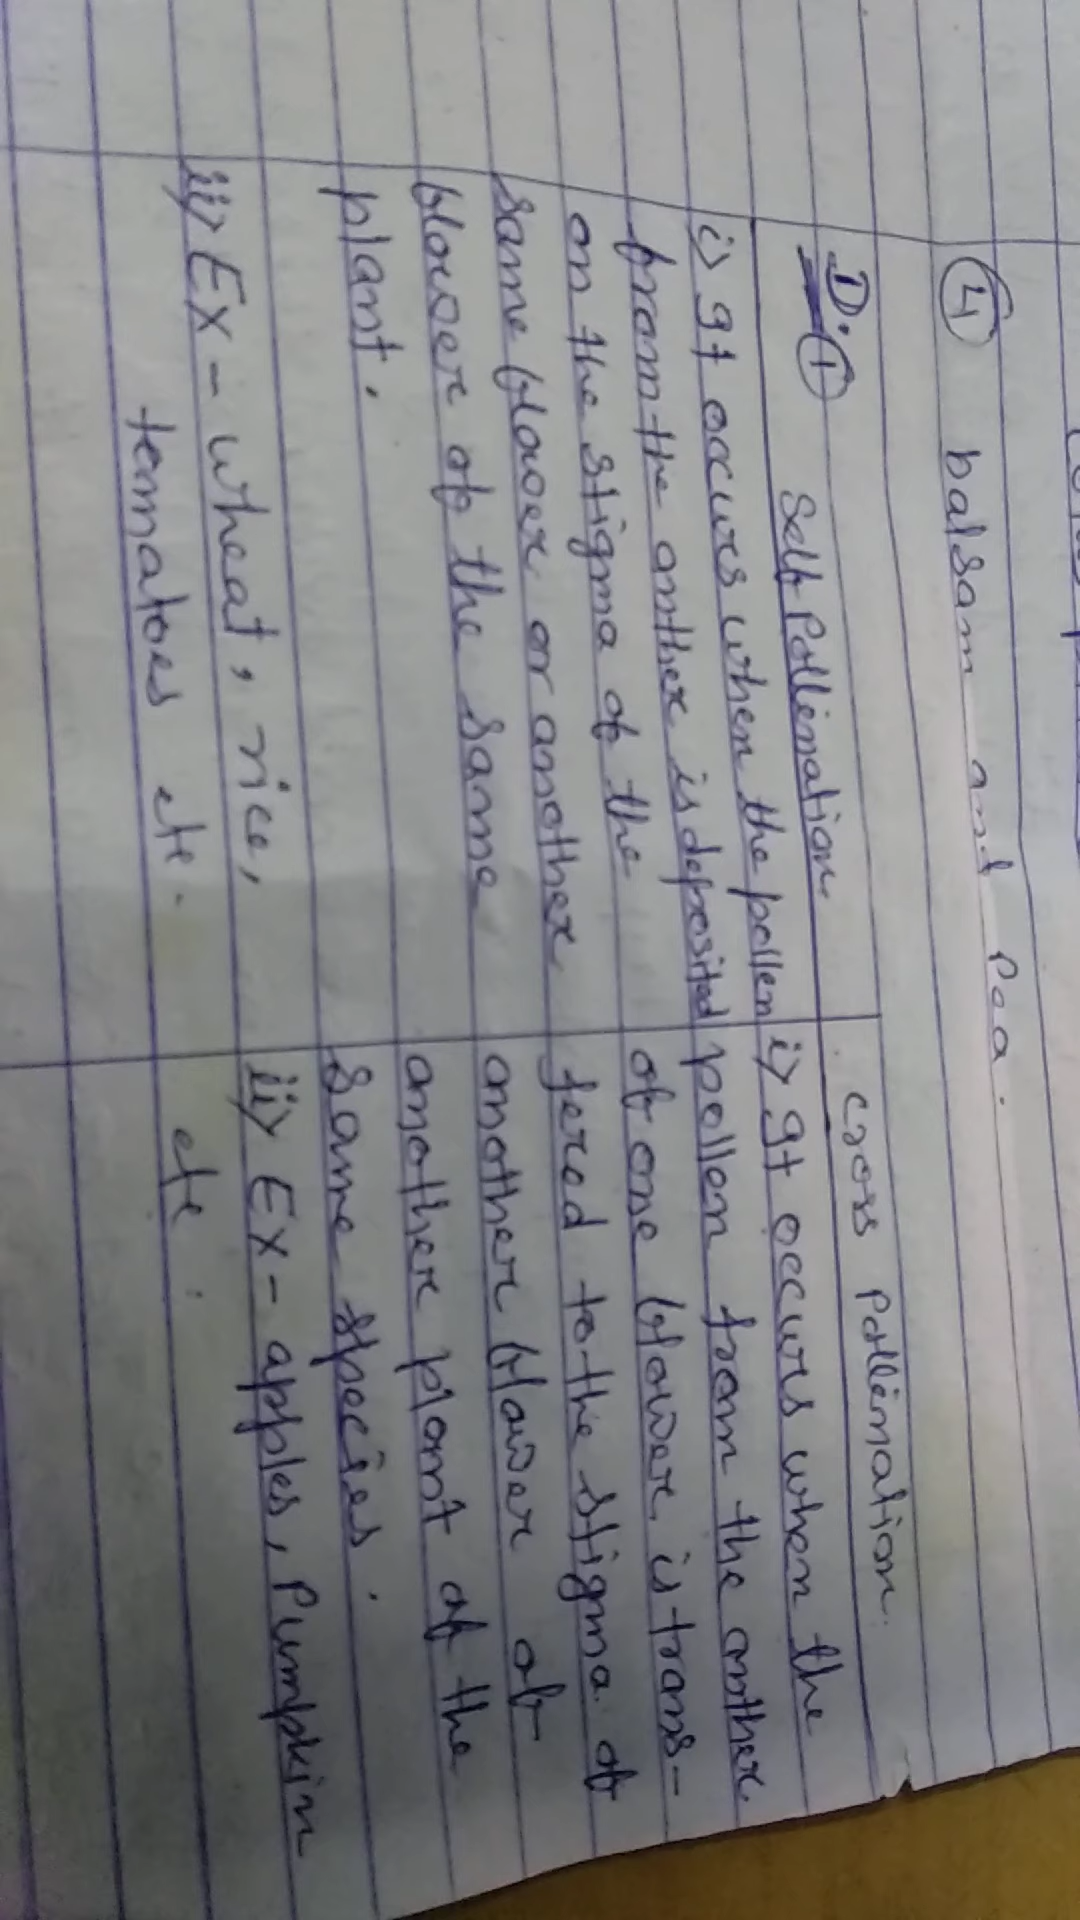 ④ balsam and Pea.
D.① Self Pollination.
i) It occurs when the pollen
from the anther is deposited
on the stigma of the
same flower or another
flower of the same
plant.
ii) EX - wheat, rice,
tomatoes etc.
cross Pollination.
i) It occurs when the
pollen from the anther
of one flower is trans-
fered to the stigma of
another flower of
another plant of the
same species.
ii) EX - apples, Pumpkin
etc.